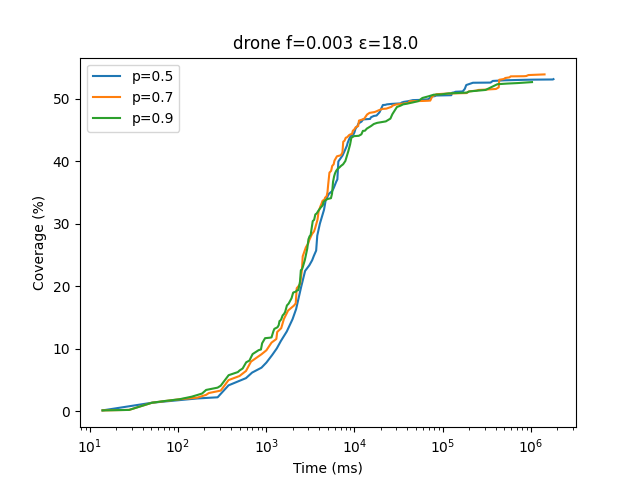 drone f=0.003 ε=18.0
p=0.5
p=0.7
p=0.9
Coverage (%)
50
40
30
20
10
0
10¹
10²
10³
10⁴
10⁵
10⁶
Time (ms)